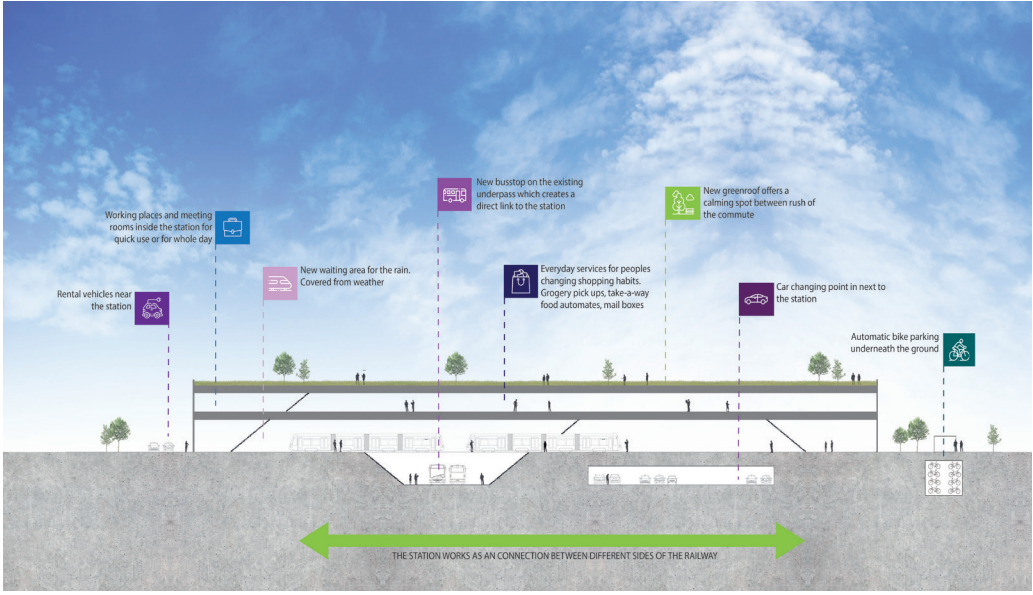 New busstop on the existing
underpass which creates a
direct link to the station
New greenroof offers a
calming spot between rush of
the commute
Working places and meeting
rooms inside the station for
quick use or for whole day
New waiting area for the rain.
Covered from weather
Everyday services for peoples
changing shopping habits.
Grogery pick ups, take-a-way
food automates, mail boxes
Rental vehicles near
the station
Car changing point in next to
the station
Automatic bike parking
underneath the ground
THE STATION WORKS AS AN CONNECTION BETWEEN DIFFERENT SIDES OF THE RAILWAY